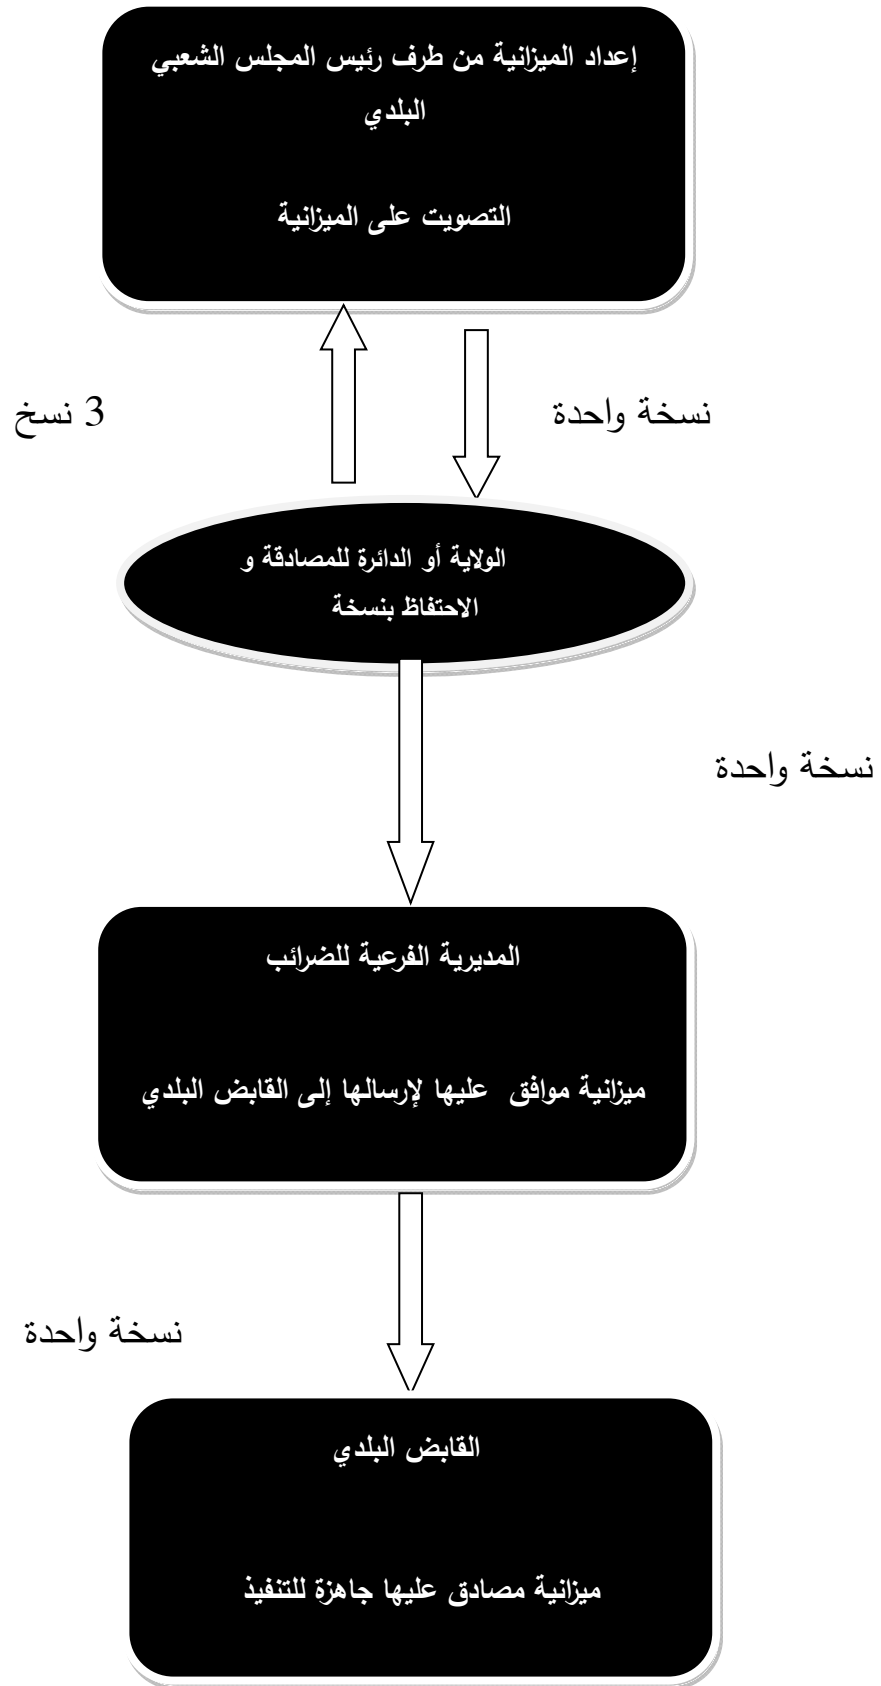 إعداد الميزانية من طرف رئيس المجلس الشعبي
البلدي
التصويت على الميزانية
نسخة واحدة
3 نسخ
الولاية أو الدائرة للمصادقة و
الاحتفاظ بنسخة
نسخة واحدة
المديرية الفرعية للضرائب
ميزانية موافق عليها لإرسالها إلى القابض البلدي
نسخة واحدة
القابض البلدي
ميزانية مصادق عليها جاهزة للتنفيذ